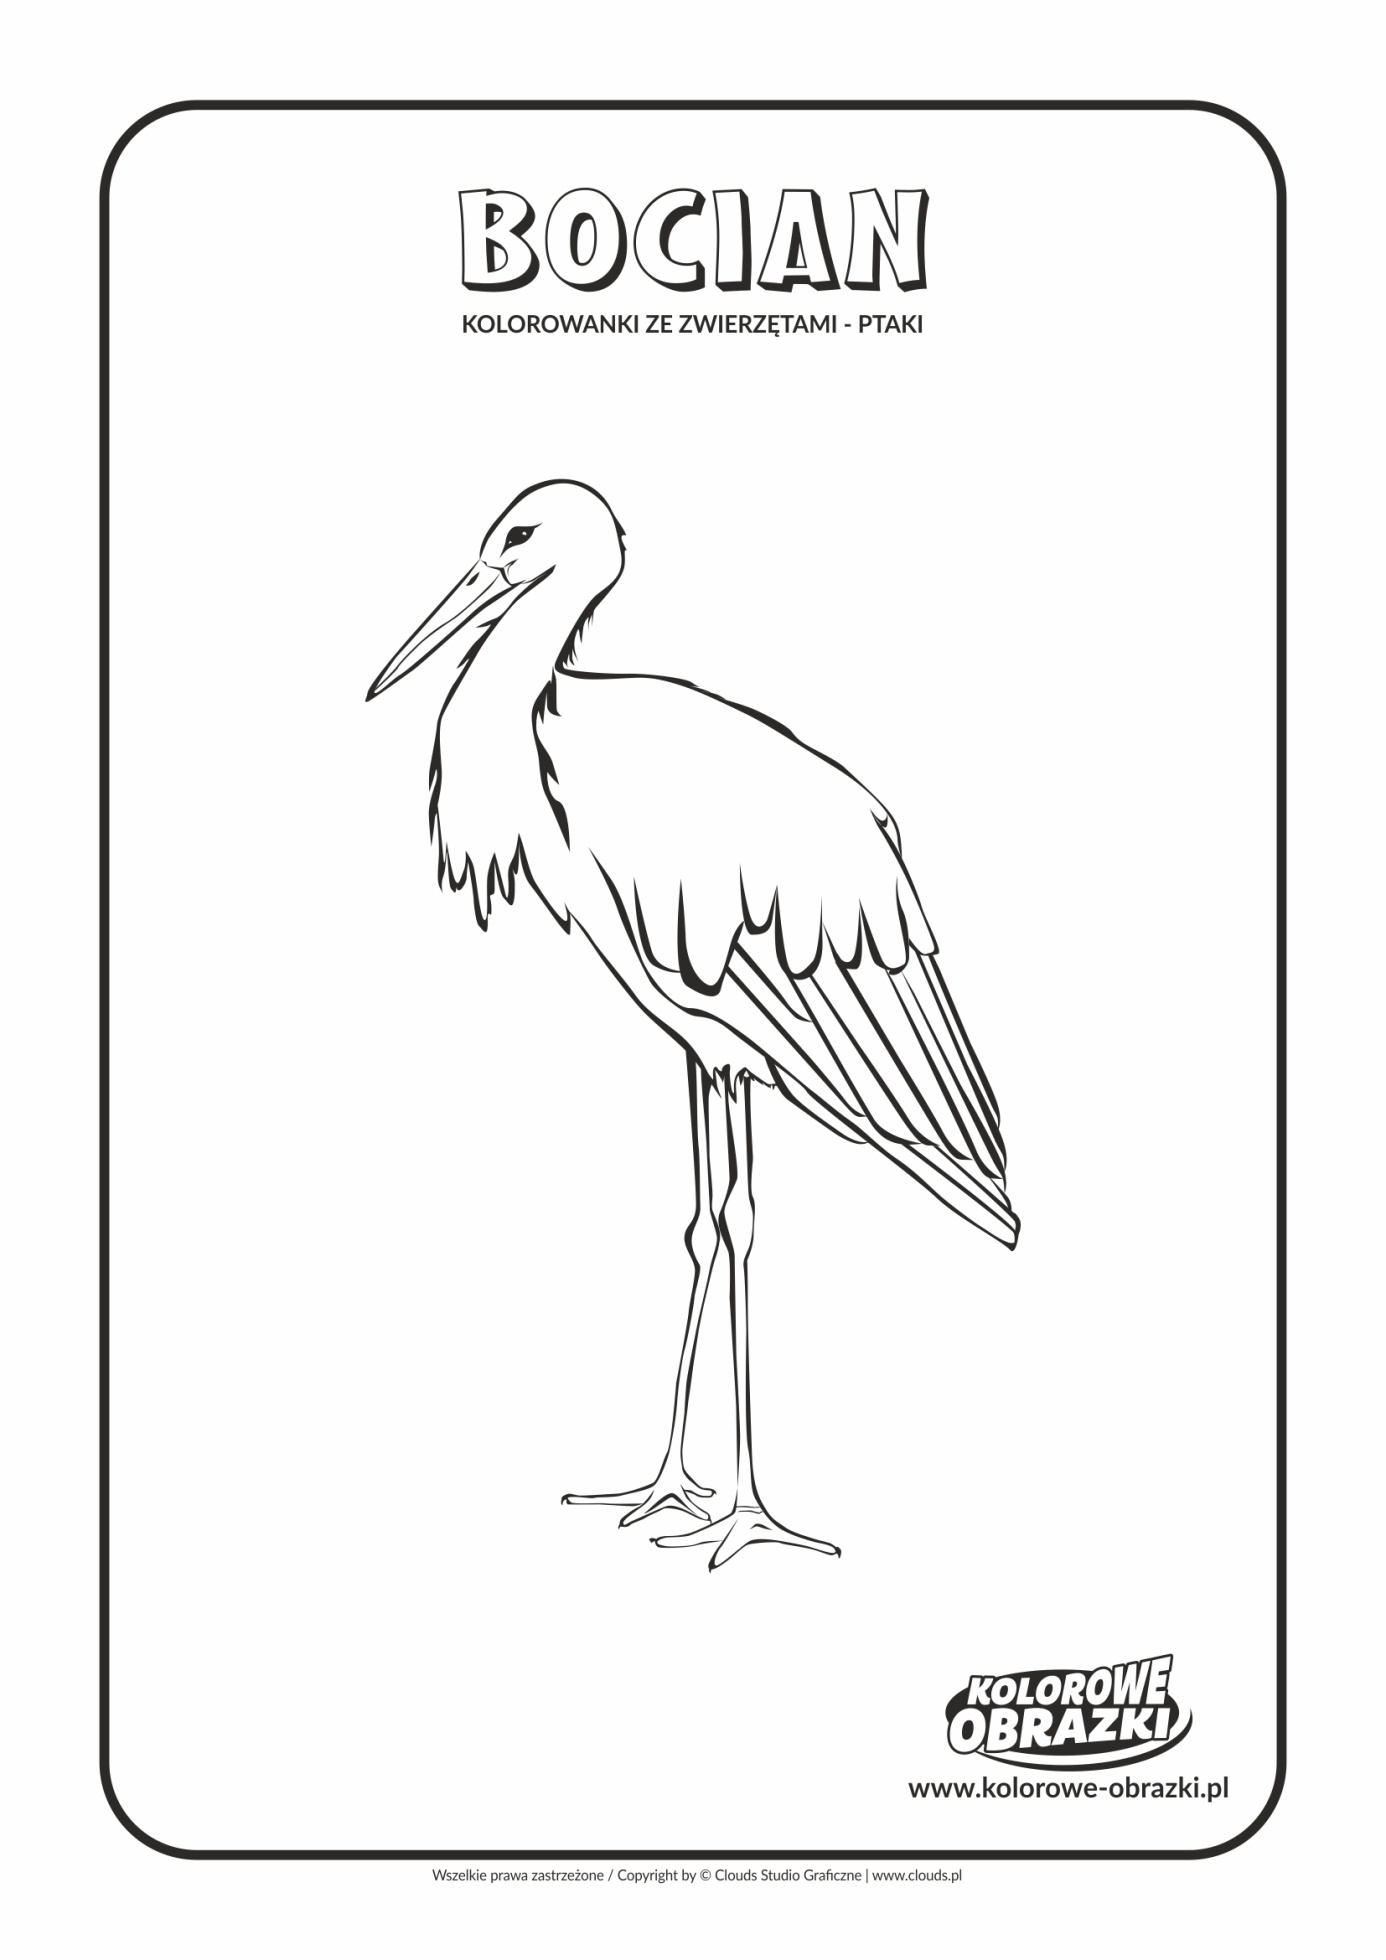 BOCIAN
KOLOROWANKI ZE ZWIERZĘTAMI - PTAKI
KOLOROWE
OBRAZKI
www.kolorowe-obrazki.pl
Wszelkie prawa zastrzeżone / Copyright by © Clouds Studio Graficzne | www.clouds.pl